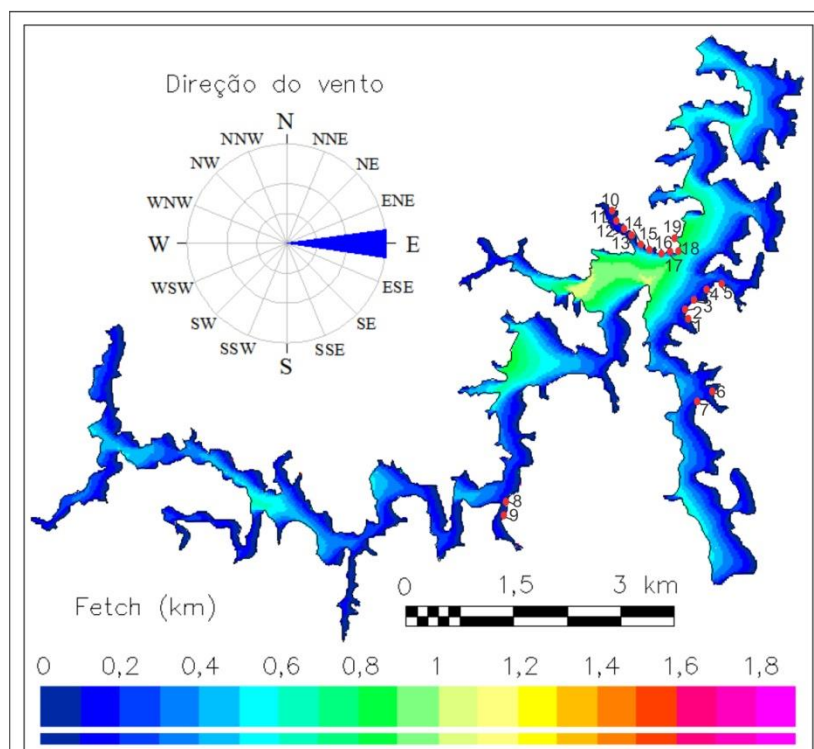 Direção do vento
N
NNW
NNE
NW
NE
WNW
ENE
W
E
WSW
ESE
SW
SE
SSW
SSE
S
10
11
12
14
13
15
16
19
18
17
5
4
3
2
1
6
7
8
9
0
1,5
3 km
Fetch (km)
0 0,2 0,4 0,6 0,8 1 1,2 1,4 1,6 1,8